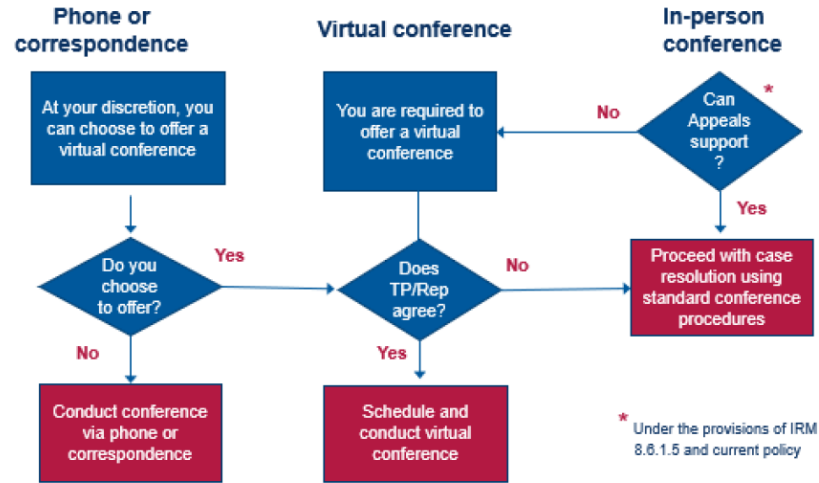 Phone or
correspondence
Virtual conference
In-person
conference
At your discretion, you
can choose to offer a
virtual conference
You are required to
offer a virtual
conference
No
Can
Appeals
support
?
*
Yes
Do you
choose
to offer?
Yes
Does
TP/Rep
agree?
No
Proceed with case
resolution using
standard conference
procedures
No
Yes
Conduct conference
via phone or
correspondence
Schedule and
conduct virtual
conference
* Under the provisions of IRM
8.6.1.5 and current policy